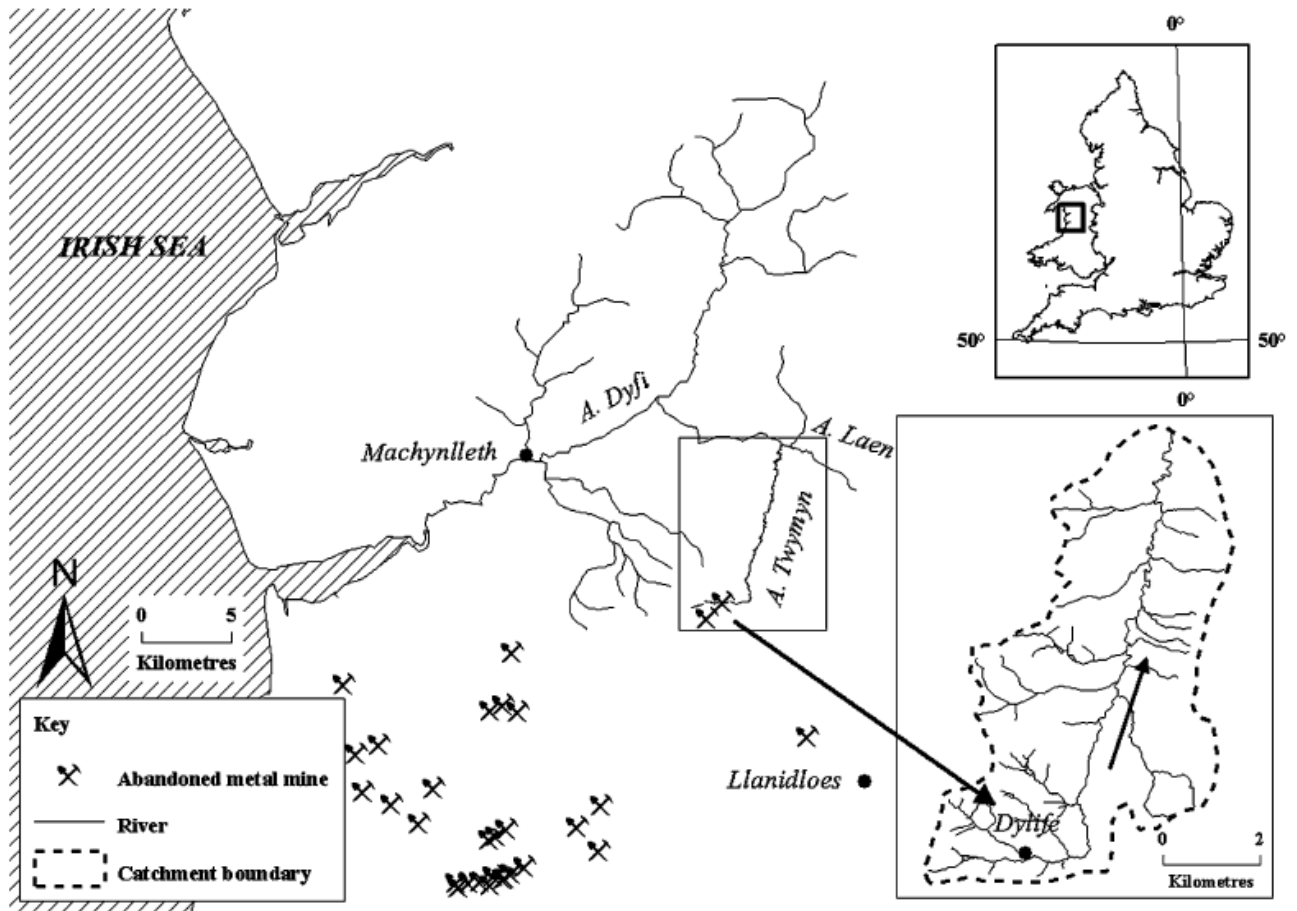 0°
IRISH SEA
50°
50°
0°
A. Dyfi
A. Laen
Machynlleth
A. Twymyn
N
0 5
Kilometres
Key
Abandoned metal mine
River
Catchment boundary
Llanidloes
Dylife
0 2
Kilometres